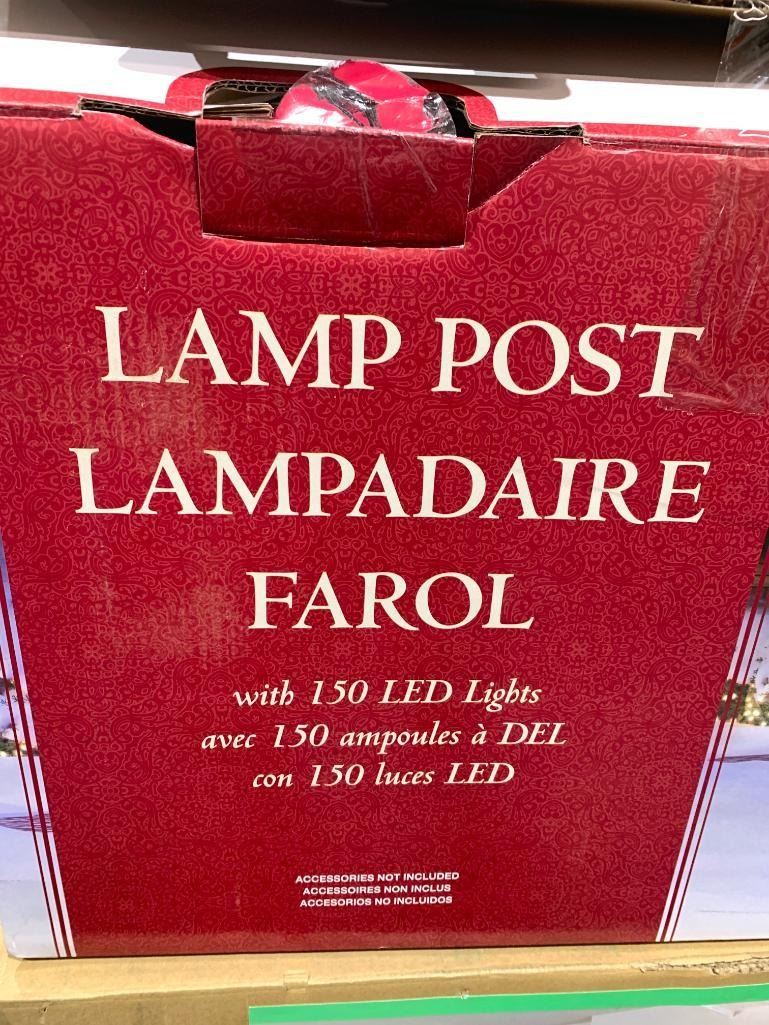 LAMP POST
LAMPADAIRE
FAROL
with 150 LED Lights
avec 150 ampoules à DEL
con 150 luces LED
ACCESSORIES NOT INCLUDED
ACCESSOIRES NON INCLUS
ACCESORIOS NO INCLUIDOS